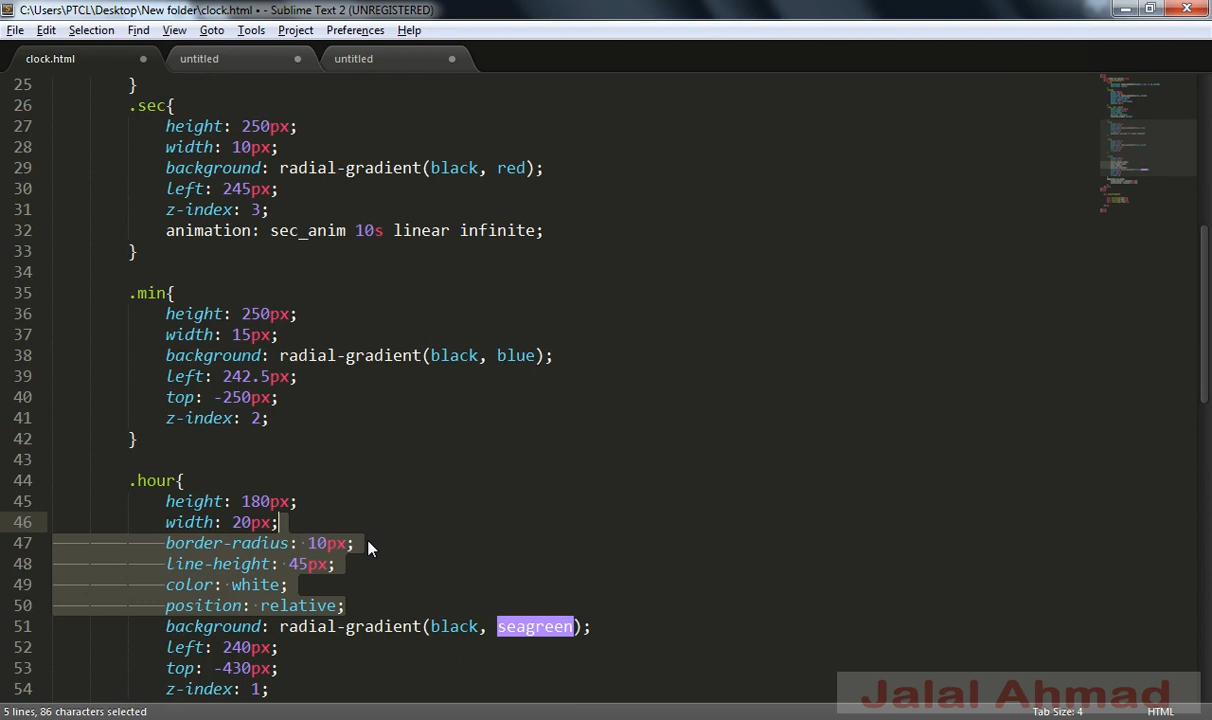 C:\Users\PTCL\Desktop\New folder\clock.html • - Sublime Text 2 (UNREGISTERED)
File Edit Selection Find View Goto Tools Project Preferences Help
clock.html untitled untitled
25 }
26 .sec{
27 height: 250px;
28 width: 10px;
29 background: radial-gradient(black, red);
30 left: 245px;
31 z-index: 3;
32 animation: sec_anim 10s linear infinite;
33 }
34
35 .min{
36 height: 250px;
37 width: 15px;
38 background: radial-gradient(black, blue);
39 left: 242.5px;
40 top: -250px;
41 z-index: 2;
42 }
43
44 .hour{
45 height: 180px;
46 width: 20px;
47 border-radius: 10px;
48 line-height: 45px;
49 color: white;
50 position: relative;
51 background: radial-gradient(black, seagreen);
52 left: 240px;
53 top: -430px;
54 z-index: 1;
Jalal Ahmad
5 lines, 86 characters selected Tab Size: 4 HTML